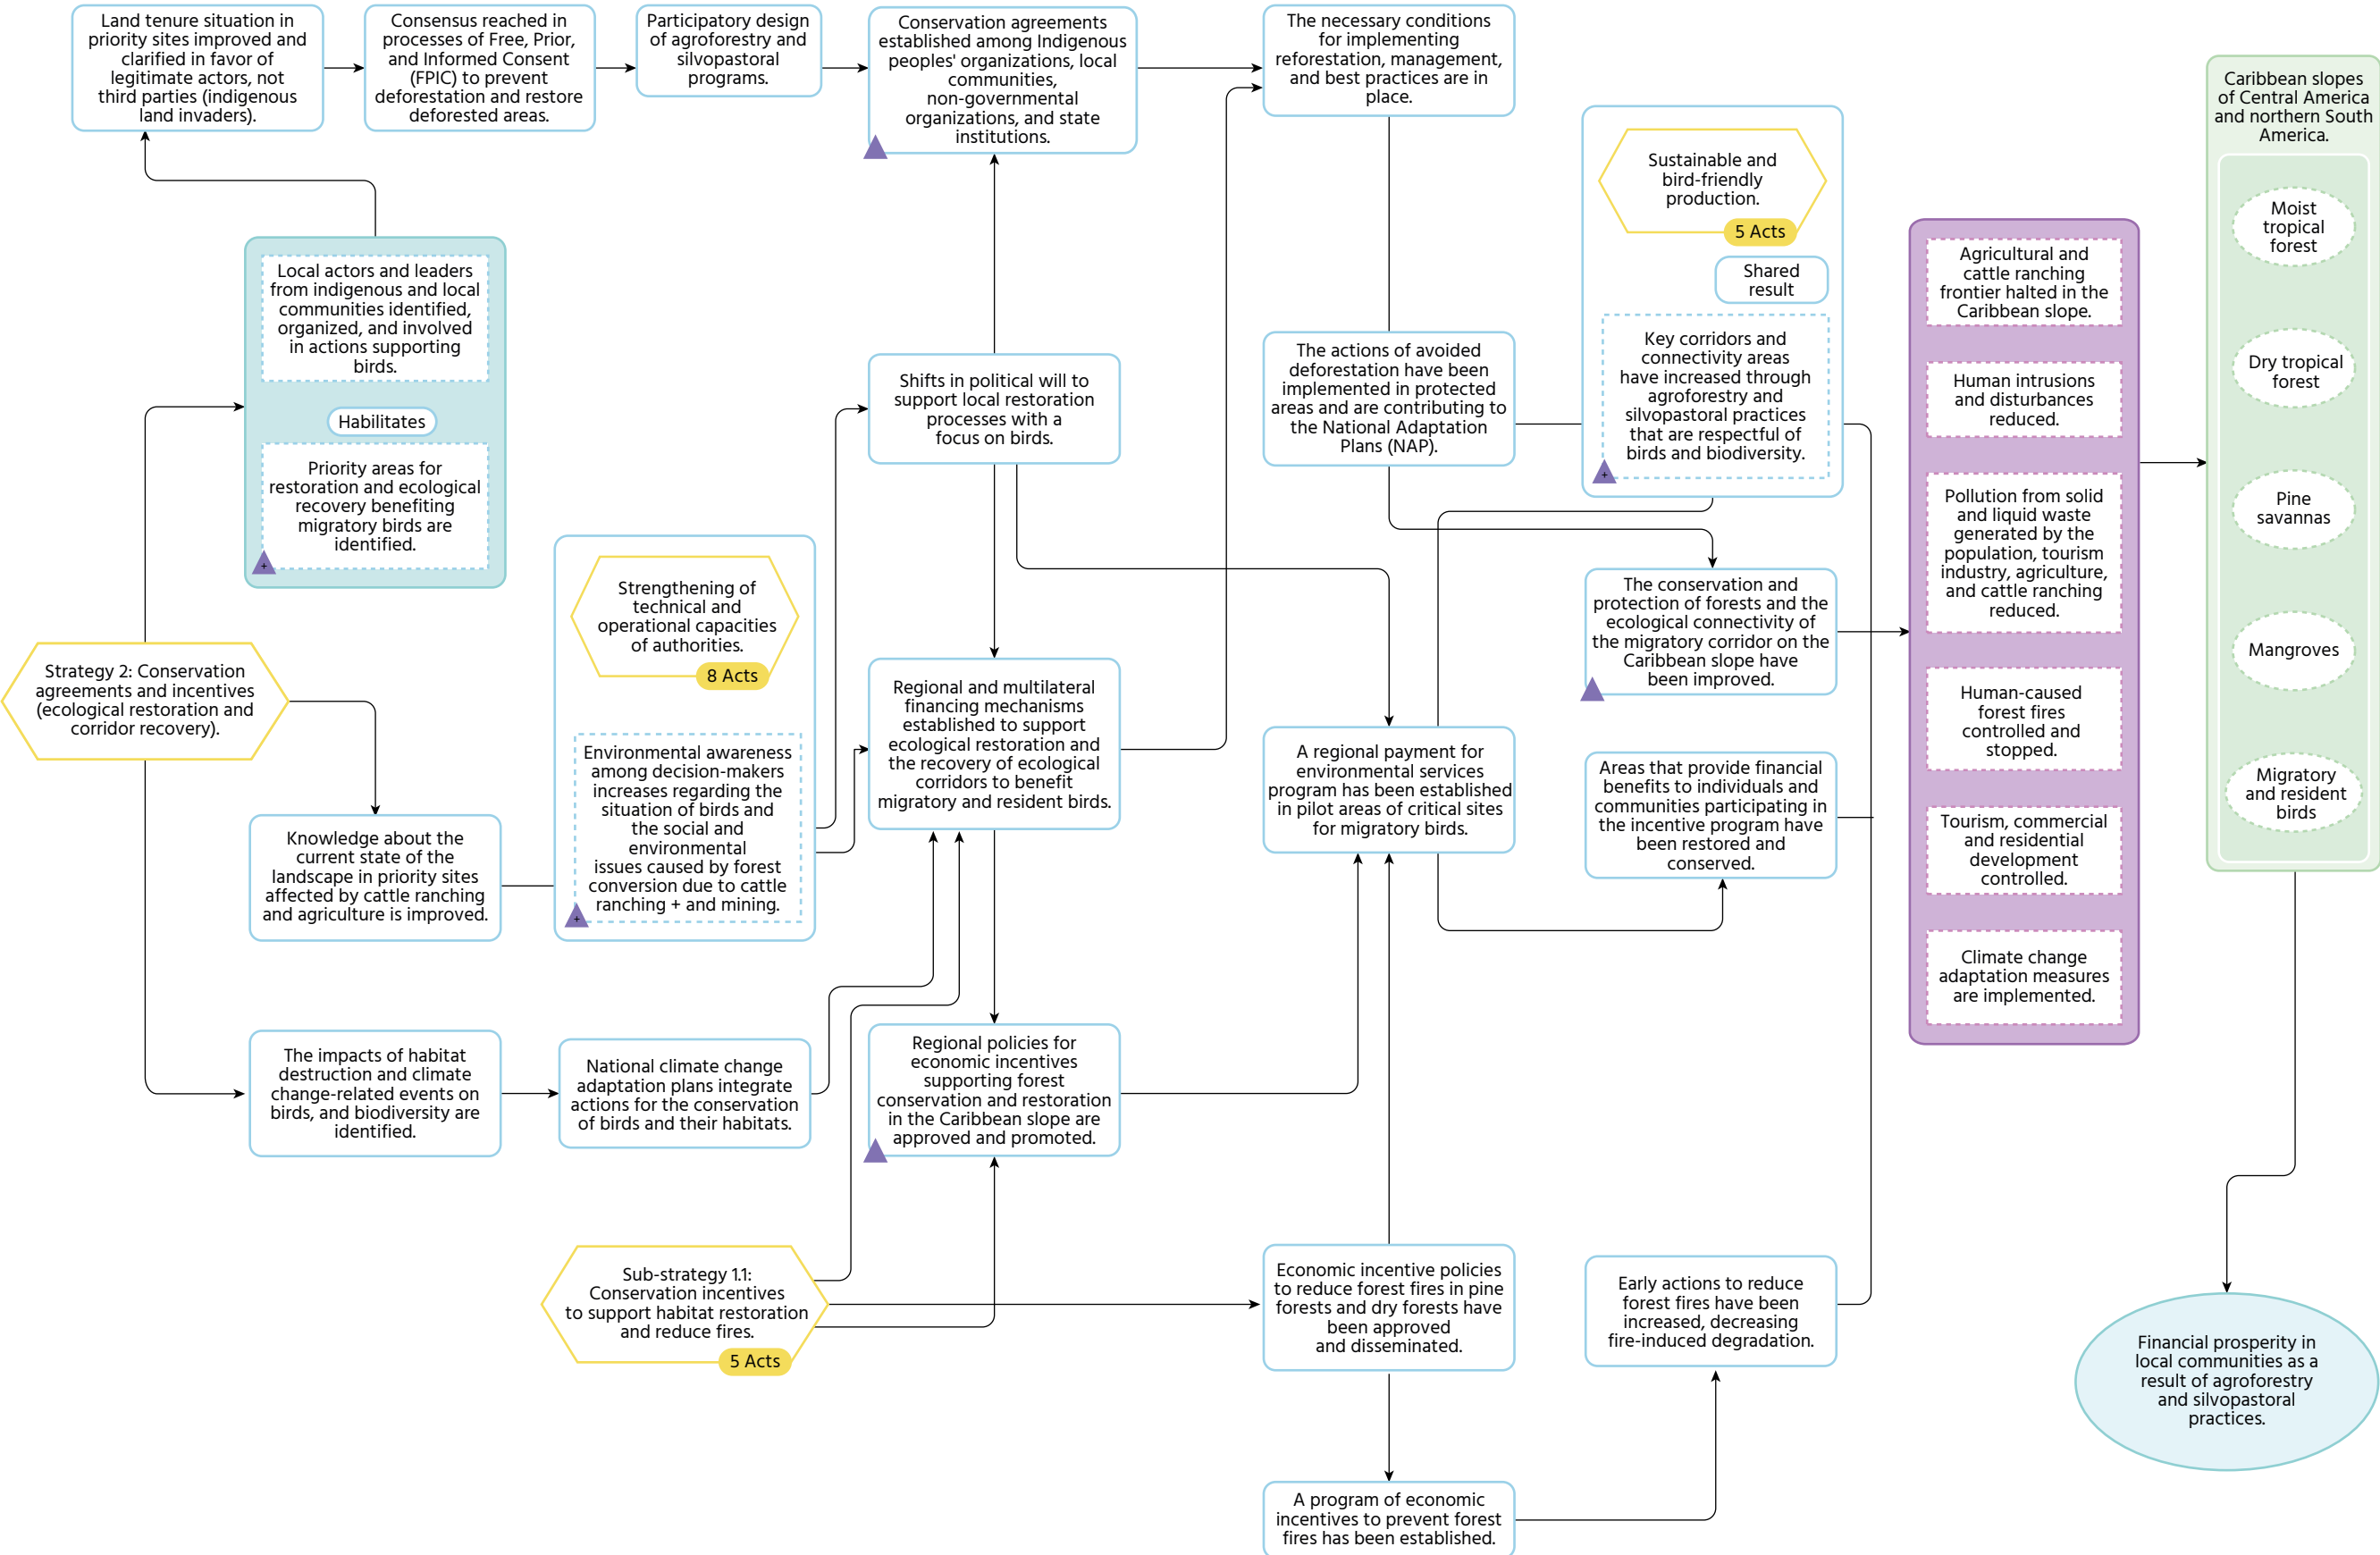 Land tenure situation in
priority sites improved and
clarified in favor of
legitimate actors, not
third parties (indigenous
land invaders).
Consensus reached in
processes of Free, Prior,
and Informed Consent
(FPIC) to prevent
deforestation and restore
deforested areas.
Participatory design
of agroforestry and
silvopastoral
programs.
Conservation agreements
established among Indigenous
peoples' organizations, local
communities,
non-governmental
organizations, and state
institutions.
The necessary conditions
for implementing
reforestation, management,
and best practices are in
place.
Sustainable and
bird-friendly
production.
5 Acts
Shared
result
Key corridors and
connectivity areas
have increased through
agroforestry and
silvopastoral practices
that are respectful of
birds and biodiversity.
+
Caribbean slopes
of Central America
and northern South
America.
Moist
tropical
forest
Dry tropical
forest
Pine
savannas
Mangroves
Migratory
and resident
birds
Agricultural and
cattle ranching
frontier halted in the
Caribbean slope.
Human intrusions
and disturbances
reduced.
Pollution from solid
and liquid waste
generated by the
population, tourism
industry, agriculture,
and cattle ranching
reduced.
Human-caused
forest fires
controlled and
stopped.
Tourism, commercial
and residential
development
controlled.
Climate change
adaptation measures
are implemented.
Local actors and leaders
from indigenous and local
communities identified,
organized, and involved
in actions supporting
birds.
Habilitates
Priority areas for
restoration and ecological
recovery benefiting
migratory birds are
identified.
+
Shifts in political will to
support local restoration
processes with a
focus on birds.
The actions of avoided
deforestation have been
implemented in protected
areas and are contributing to
the National Adaptation
Plans (NAP).
Strengthening of
technical and
operational capacities
of authorities.
8 Acts
Environmental awareness
among decision-makers
increases regarding the
situation of birds and
the social and
environmental
issues caused by forest
conversion due to cattle
ranching + and mining.
+
Strategy 2: Conservation
agreements and incentives
(ecological restoration and
corridor recovery).
Regional and multilateral
financing mechanisms
established to support
ecological restoration and
the recovery of ecological
corridors to benefit
migratory and resident birds.
The conservation and
protection of forests and the
ecological connectivity of
the migratory corridor on the
Caribbean slope have
been improved.
A regional payment for
environmental services
program has been established
in pilot areas of critical sites
for migratory birds.
Areas that provide financial
benefits to individuals and
communities participating in
the incentive program have
been restored and
conserved.
Knowledge about the
current state of the
landscape in priority sites
affected by cattle ranching
and agriculture is improved.
The impacts of habitat
destruction and climate
change-related events on
birds, and biodiversity are
identified.
National climate change
adaptation plans integrate
actions for the conservation
of birds and their habitats.
Regional policies for
economic incentives
supporting forest
conservation and restoration
in the Caribbean slope are
approved and promoted.
Sub-strategy 1.1:
Conservation incentives
to support habitat restoration
and reduce fires.
5 Acts
Economic incentive policies
to reduce forest fires in pine
forests and dry forests have
been approved
and disseminated.
Early actions to reduce
forest fires have been
increased, decreasing
fire-induced degradation.
Financial prosperity in
local communities as a
result of agroforestry
and silvopastoral
practices.
A program of economic
incentives to prevent forest
fires has been established.